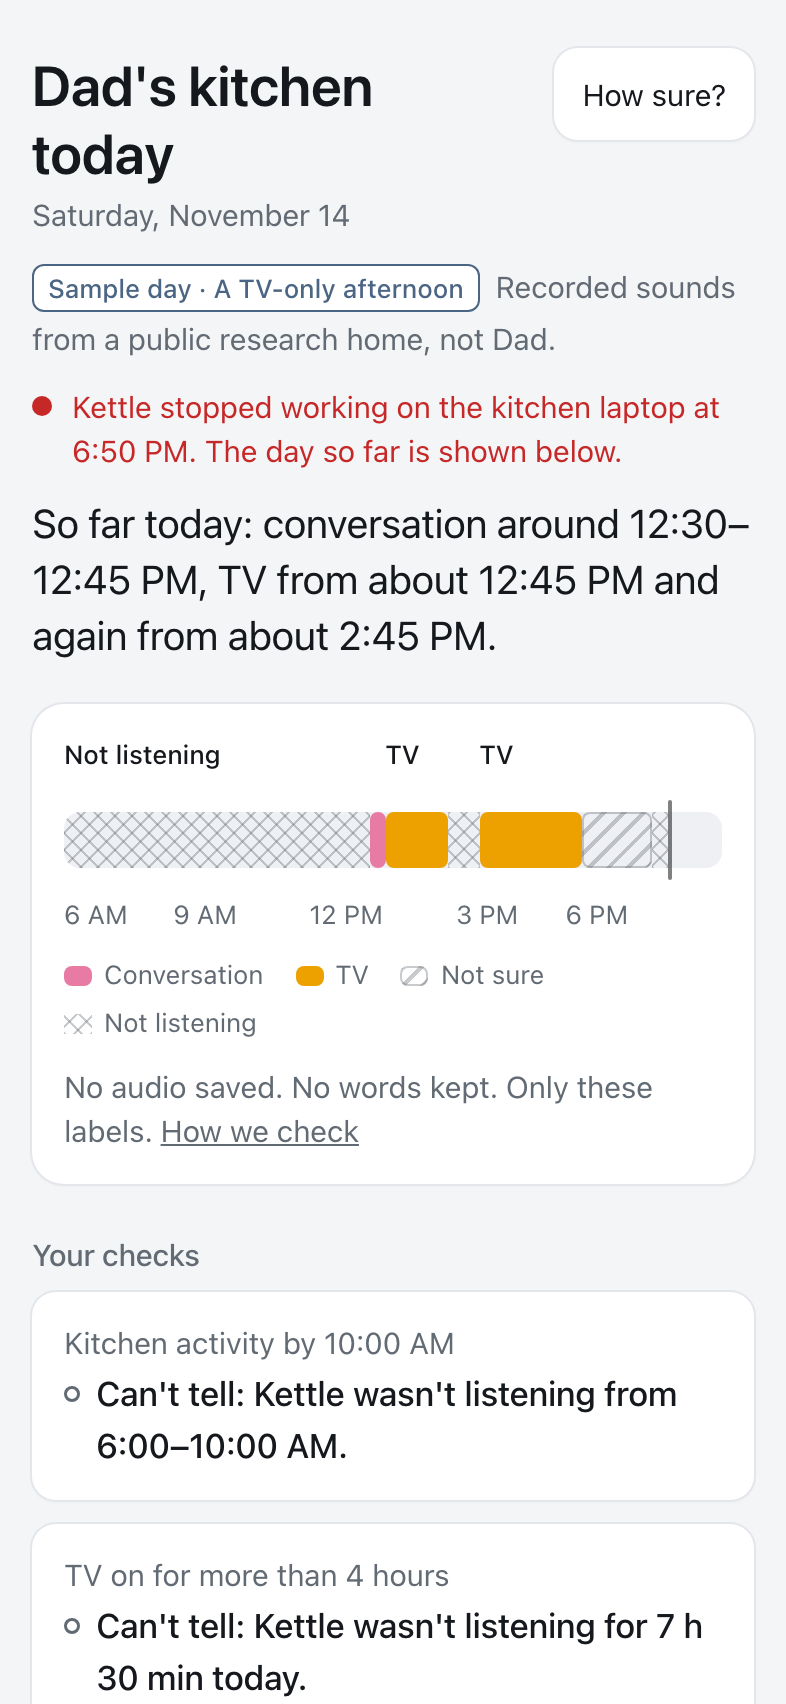 Dad's kitchen
today
How sure?
Saturday, November 14
Sample day · A TV-only afternoon Recorded sounds
from a public research home, not Dad.
Kettle stopped working on the kitchen laptop at
6:50 PM. The day so far is shown below.
So far today: conversation around 12:30–
12:45 PM, TV from about 12:45 PM and
again from about 2:45 PM.
Not listening TV TV
6 AM 9 AM 12 PM 3 PM 6 PM
Conversation TV Not sure
Not listening
No audio saved. No words kept. Only these
labels. How we check
Your checks
Kitchen activity by 10:00 AM
Can't tell: Kettle wasn't listening from
6:00–10:00 AM.
TV on for more than 4 hours
Can't tell: Kettle wasn't listening for 7 h
30 min today.